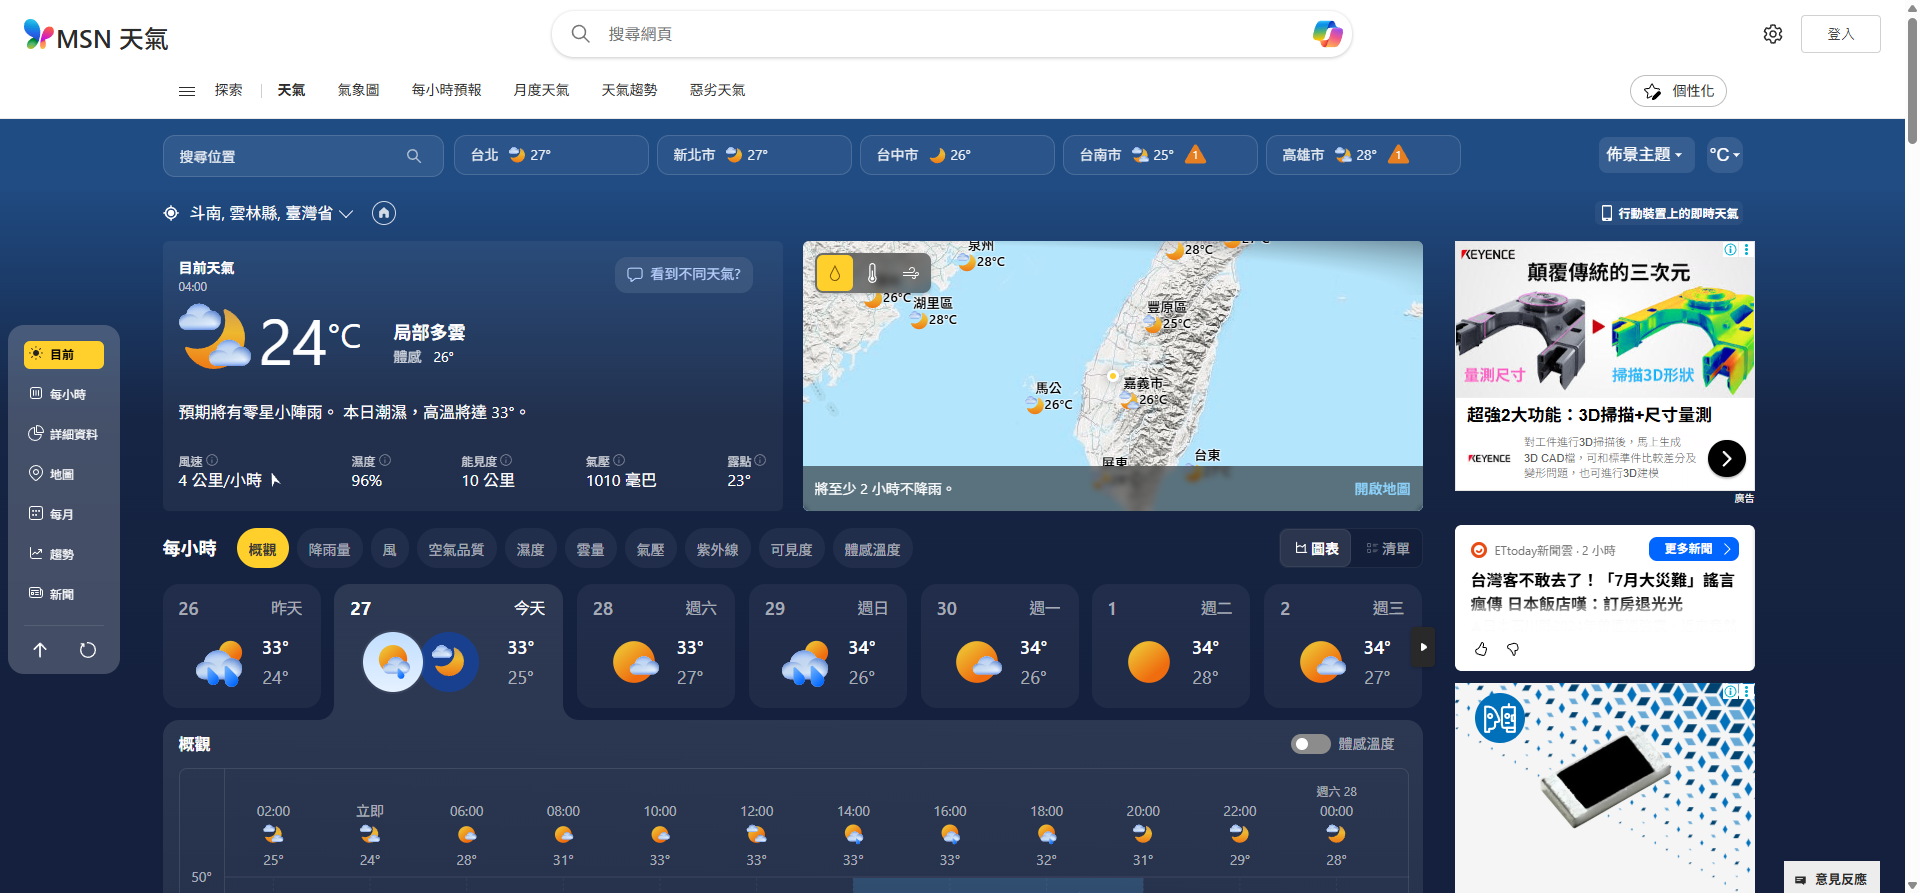 MSN 天氣
搜尋網頁
登入
探索
天氣
氣象圖
每小時預報
月度天氣
天氣趨勢
惡劣天氣
個性化
搜尋位置
台北 27°
新北市 27°
台中市 26°
台南市 25° 1
高雄市 28° 1
佈景主題
°C
斗南, 雲林縣, 臺灣省
行動裝置上的即時天氣
目前天氣
04:00
看到不同天氣?
24°C
局部多雲
體感 26°
預期將有零星小陣雨。 本日潮濕，高溫將達 33°。
風速
4 公里/小時
濕度
96%
能見度
10 公里
氣壓
1010 毫巴
露點
23°
泉州
28°C
28°C
26°C
湖里區
28°C
豐原區
25°C
馬公
26°C
嘉義市
26°C
屏東
台東
將至少 2 小時不降雨。
開啟地圖
目前
每小時
詳細資料
地圖
每月
趨勢
新聞
KEYENCE
顛覆傳統的三次元
量測尺寸
掃描3D形狀
超強2大功能：3D掃描+尺寸量測
KEYENCE
對工件進行3D掃描後，馬上生成
3D CAD檔，可和標準件比較差分及
變形問題，也可進行3D建模
廣告
每小時
概觀
降雨量
風
空氣品質
濕度
雲量
氣壓
紫外線
可見度
體感溫度
圖表
清單
26 昨天
33°
24°
27 今天
33°
25°
28 週六
33°
27°
29 週日
34°
26°
30 週一
34°
26°
1 週二
34°
28°
2 週三
34°
27°
ETtoday新聞雲 · 2 小時
更多新聞
台灣客不敢去了！「7月大災難」謠言
瘋傳 日本飯店嘆：訂房退光光
概觀
體感溫度
週六 28
02:00 立即 06:00 08:00 10:00 12:00 14:00 16:00 18:00 20:00 22:00 00:00
25° 24° 28° 31° 33° 33° 33° 33° 32° 31° 29° 28°
50°
意見反應